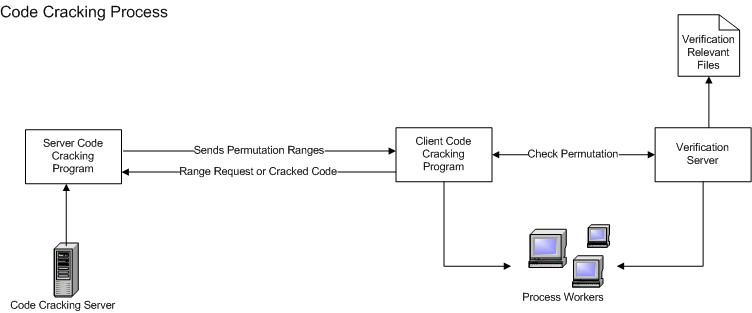 Code Cracking Process
Verification
Relevant
Files
Server Code
Cracking
Program
Sends Permutation Ranges
Range Request or Cracked Code
Client Code
Cracking
Program
Check Permutation
Verification
Server
Code Cracking Server
Process Workers